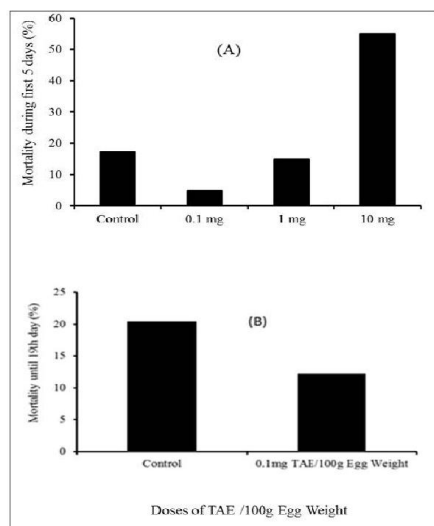 (A)
Mortality during first 5 days (%)
60
50
40
30
20
10
0
Control 0.1 mg 1 mg 10 mg
(B)
Mortality until 19th day (%)
25
20
15
10
5
0
Control 0.1mg TAE/100g Egg Weight
Doses of TAE /100g Egg Weight